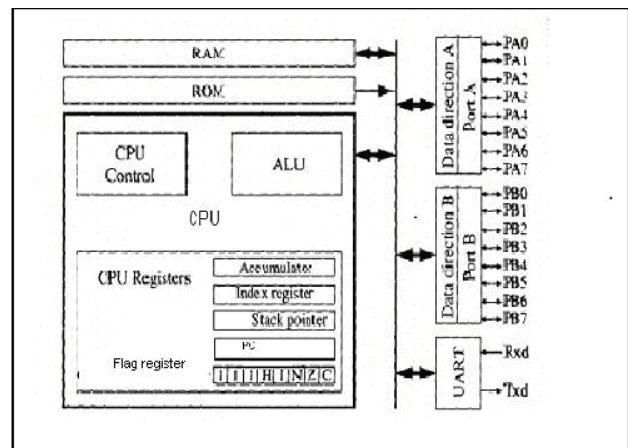 RAM
ROM
CPU
Control
ALU
CPU
CPU Registers
Accumulator
Index register
Stack pointer
PC
Flag register
1 1 1 H I N Z C
Data direction A
Port A
PA0
PA1
PA2
PA3
PA4
PA5
PA6
PA7
Data direction B
Port B
PB0
PB1
PB2
PB3
PB4
PB5
PB6
PB7
UART
Rxd
Txd